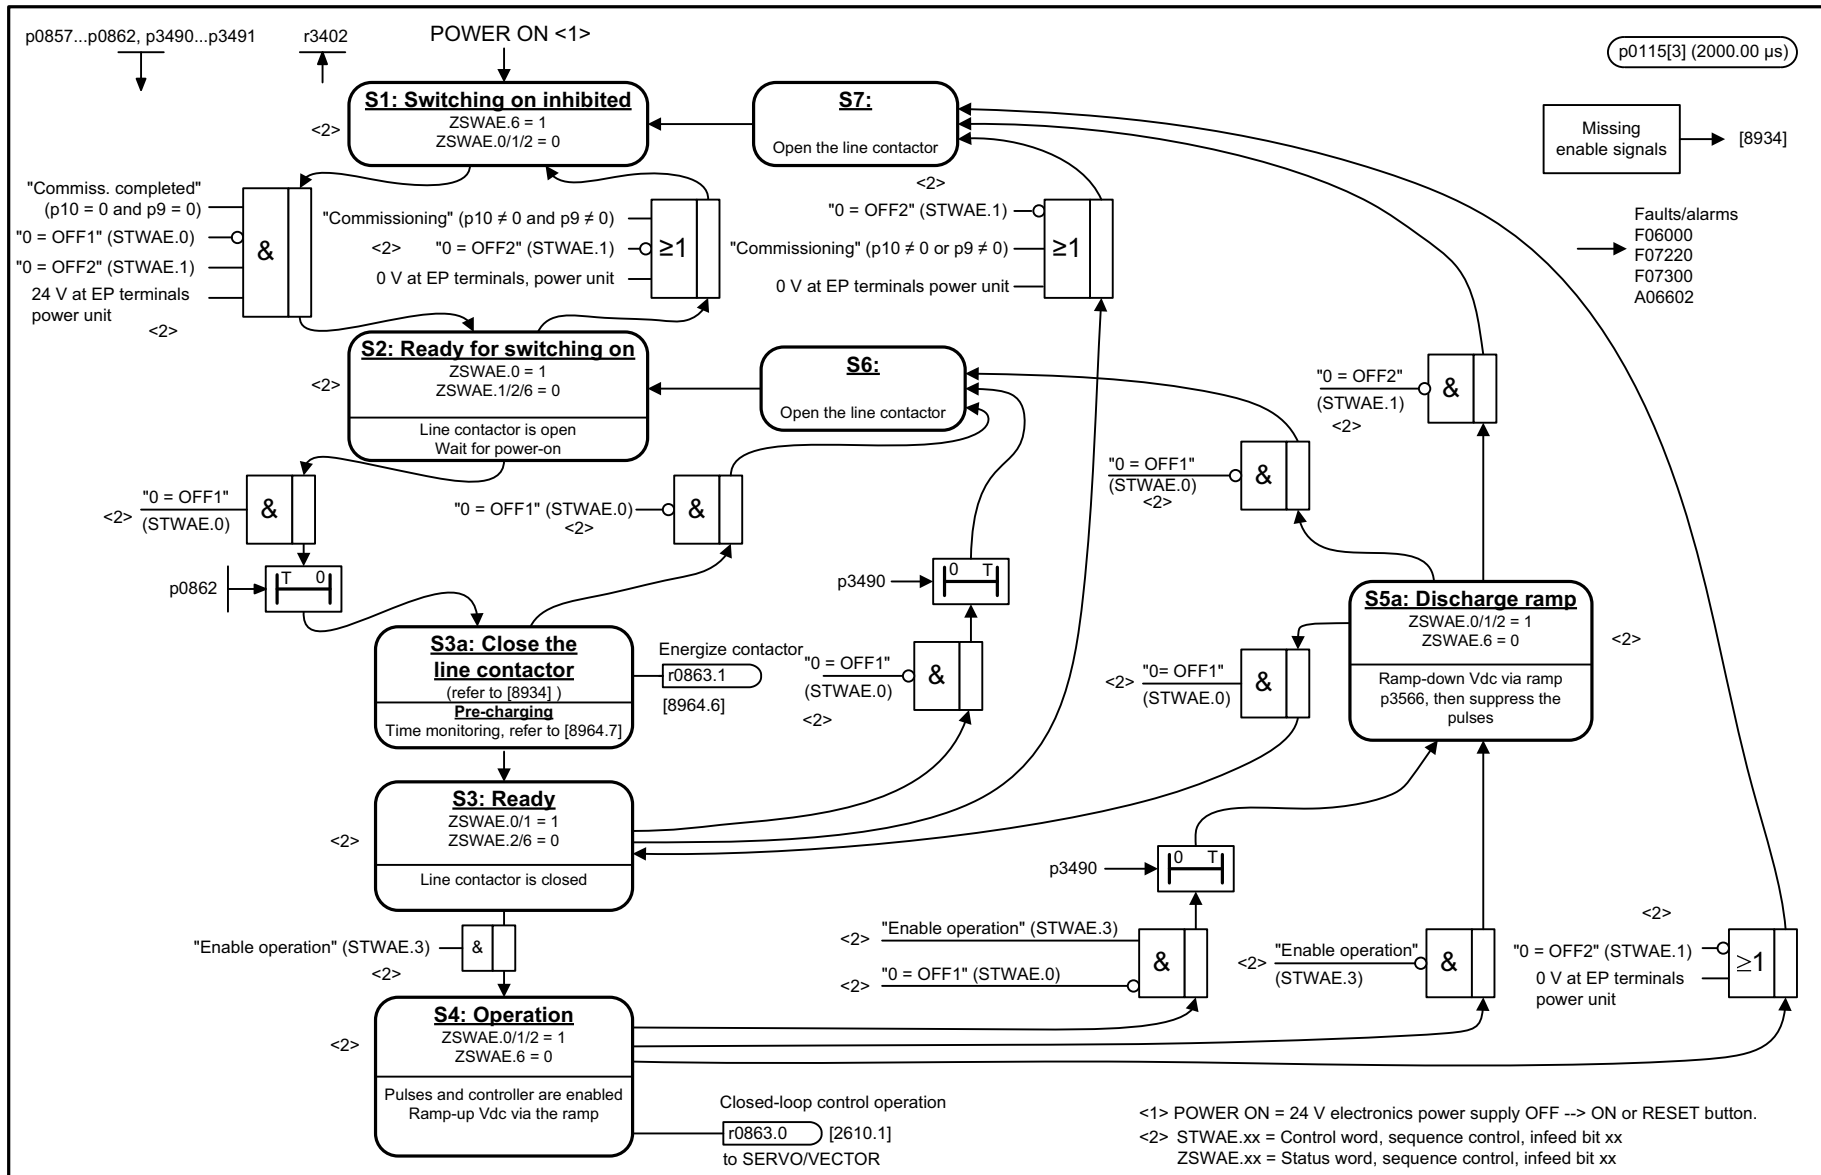 p0857...p0862, p3490...p3491
r3402
POWER ON <1>
p0115[3] (2000.00 µs)
S1: Switching on inhibited
ZSWAE.6 = 1
ZSWAE.0/1/2 = 0
<2>
S7:
Open the line contactor
Missing
enable signals
[8934]
"Commiss. completed"
(p10 = 0 and p9 = 0)
"0 = OFF1" (STWAE.0)
"0 = OFF2" (STWAE.1)
24 V at EP terminals
power unit
<2>
&
"Commissioning" (p10 ≠ 0 and p9 ≠ 0)
<2> "0 = OFF2" (STWAE.1)
0 V at EP terminals, power unit
≥1
<2>
"0 = OFF2" (STWAE.1)
"Commissioning" (p10 ≠ 0 or p9 ≠ 0)
0 V at EP terminals power unit
≥1
Faults/alarms
F06000
F07220
F07300
A06602
S2: Ready for switching on
ZSWAE.0 = 1
ZSWAE.1/2/6 = 0
<2>
Line contactor is open
Wait for power-on
S6:
Open the line contactor
"0 = OFF2"
(STWAE.1)
<2>
&
"0 = OFF1"
<2>
(STWAE.0)
&
"0 = OFF1" (STWAE.0)
<2>
&
"0 = OFF1"
(STWAE.0)
<2>
&
p0862
T 0
p3490
0 T
S3a: Close the
line contactor
(refer to [8934] )
Pre-charging
Time monitoring, refer to [8964.7]
Energize contactor
r0863.1
[8964.6]
"0 = OFF1"
(STWAE.0)
<2>
&
"0= OFF1"
<2>
(STWAE.0)
&
S5a: Discharge ramp
ZSWAE.0/1/2 = 1
ZSWAE.6 = 0
<2>
Ramp-down Vdc via ramp
p3566, then suppress the
pulses
S3: Ready
ZSWAE.0/1 = 1
ZSWAE.2/6 = 0
<2>
Line contactor is closed
p3490
0 T
"Enable operation" (STWAE.3)
<2>
&
<2> "Enable operation" (STWAE.3)
<2> "0 = OFF1" (STWAE.0)
&
"Enable operation"
<2>
(STWAE.3)
&
<2>
"0 = OFF2" (STWAE.1)
0 V at EP terminals
power unit
≥1
S4: Operation
ZSWAE.0/1/2 = 1
ZSWAE.6 = 0
<2>
Pulses and controller are enabled
Ramp-up Vdc via the ramp
Closed-loop control operation
r0863.0
[2610.1]
to SERVO/VECTOR
<1> POWER ON = 24 V electronics power supply OFF --> ON or RESET button.
<2> STWAE.xx = Control word, sequence control, infeed bit xx
ZSWAE.xx = Status word, sequence control, infeed bit xx